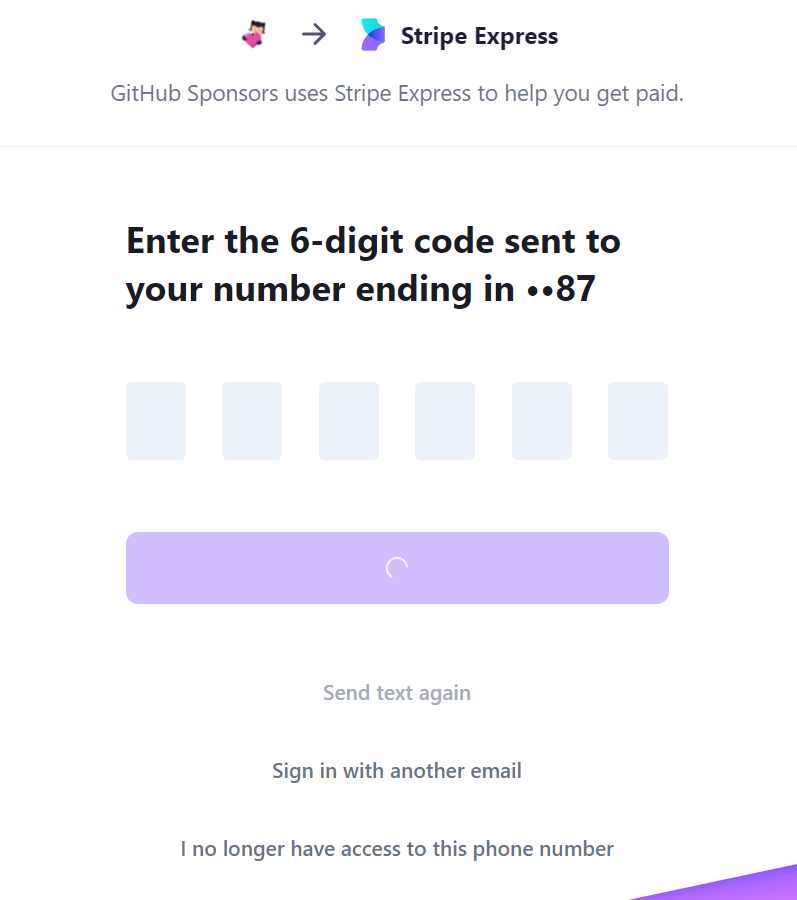 Stripe Express
GitHub Sponsors uses Stripe Express to help you get paid.
Enter the 6-digit code sent to
your number ending in ••87
Send text again
Sign in with another email
I no longer have access to this phone number